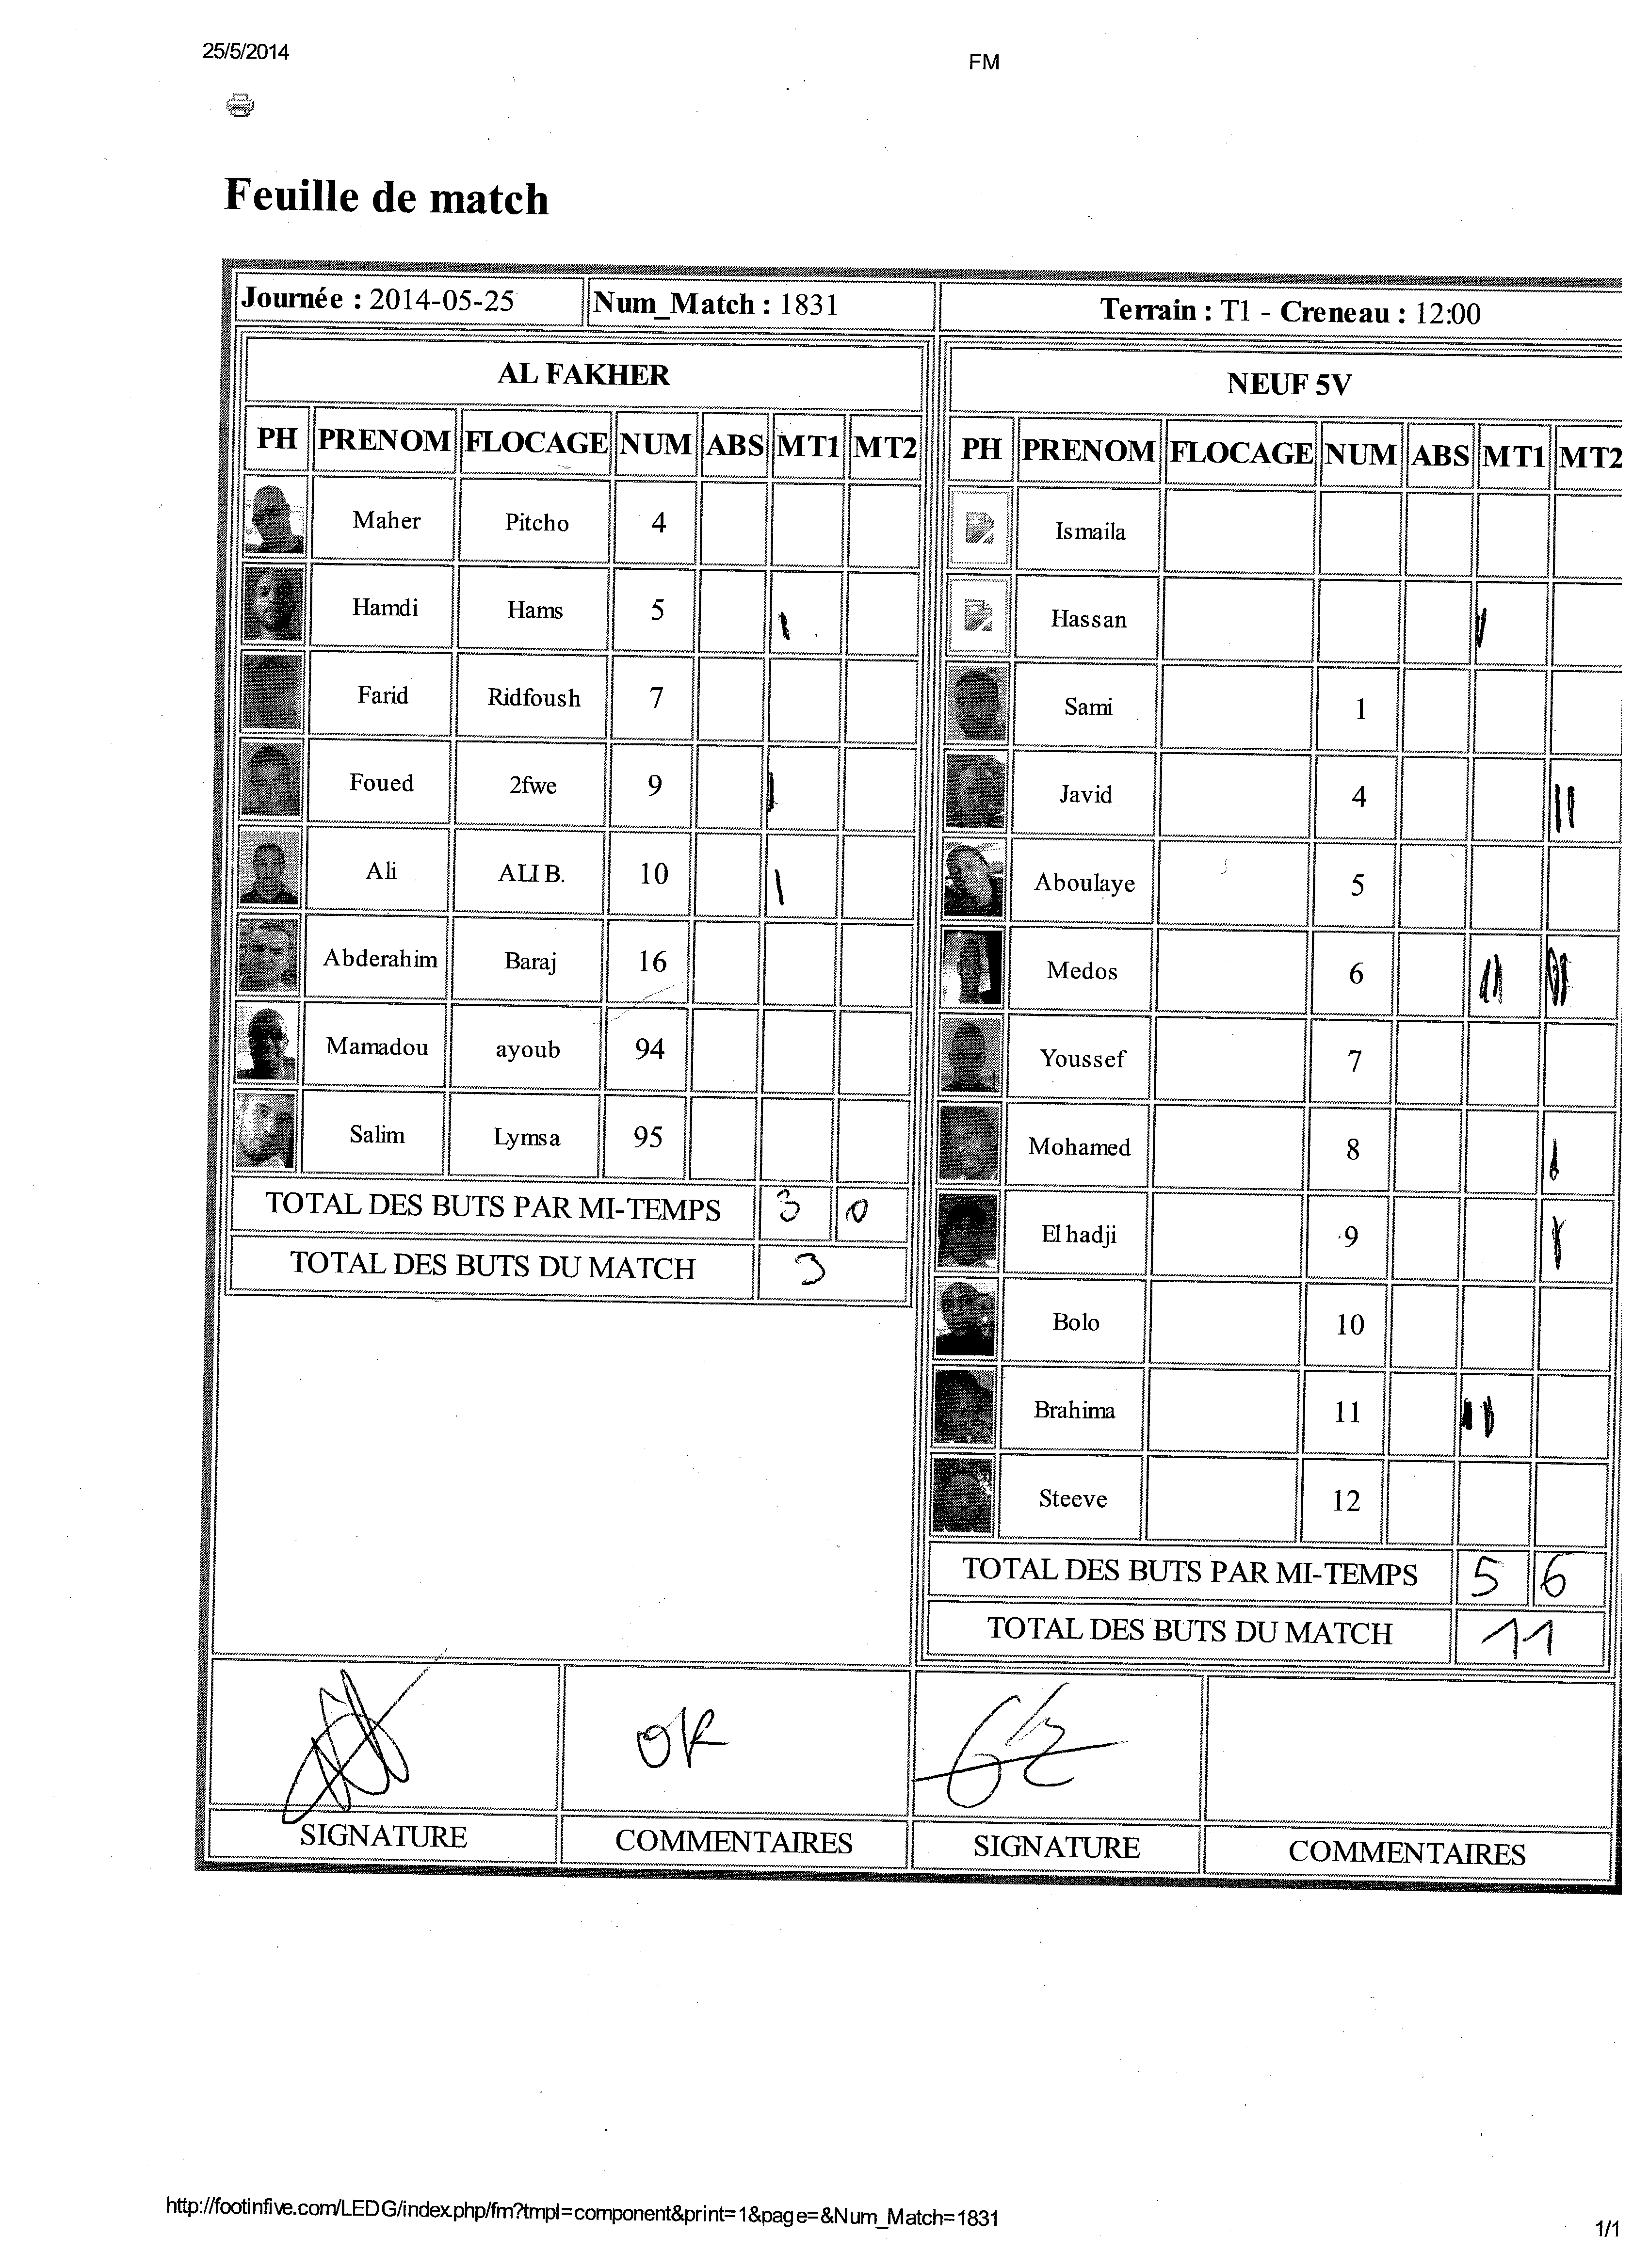 25/5/2014
FM
Feuille de match
Journée : 2014-05-25 Num_Match : 1831 Terrain : T1 - Creneau : 12:00
AL FAKHER NEUF 5V
PH PRENOM FLOCAGE NUM ABS MT1 MT2 PH PRENOM FLOCAGE NUM ABS MT1 MT2
Maher Pitcho 4 Ismaila
Hamdi Hams 5 Hassan
Farid Ridfoush 7 Sami 1
Foued 2fwe 9 Javid 4
Ali ALI B. 10 Aboulaye 5
Abderahim Baraj 16 Medos 6
Mamadou ayoub 94 Youssef 7
Salim Lymsa 95 Mohamed 8
TOTAL DES BUTS PAR MI-TEMPS 3 0
El hadji 9
TOTAL DES BUTS DU MATCH 3
Bolo 10
Brahima 11
Steeve 12
TOTAL DES BUTS PAR MI-TEMPS 5 6
TOTAL DES BUTS DU MATCH 11
OK
SIGNATURE COMMENTAIRES SIGNATURE COMMENTAIRES
http://footinfive.com/LEDG/index.php/fm?tmpl=component&print=1&page=&Num_Match=1831
1/1